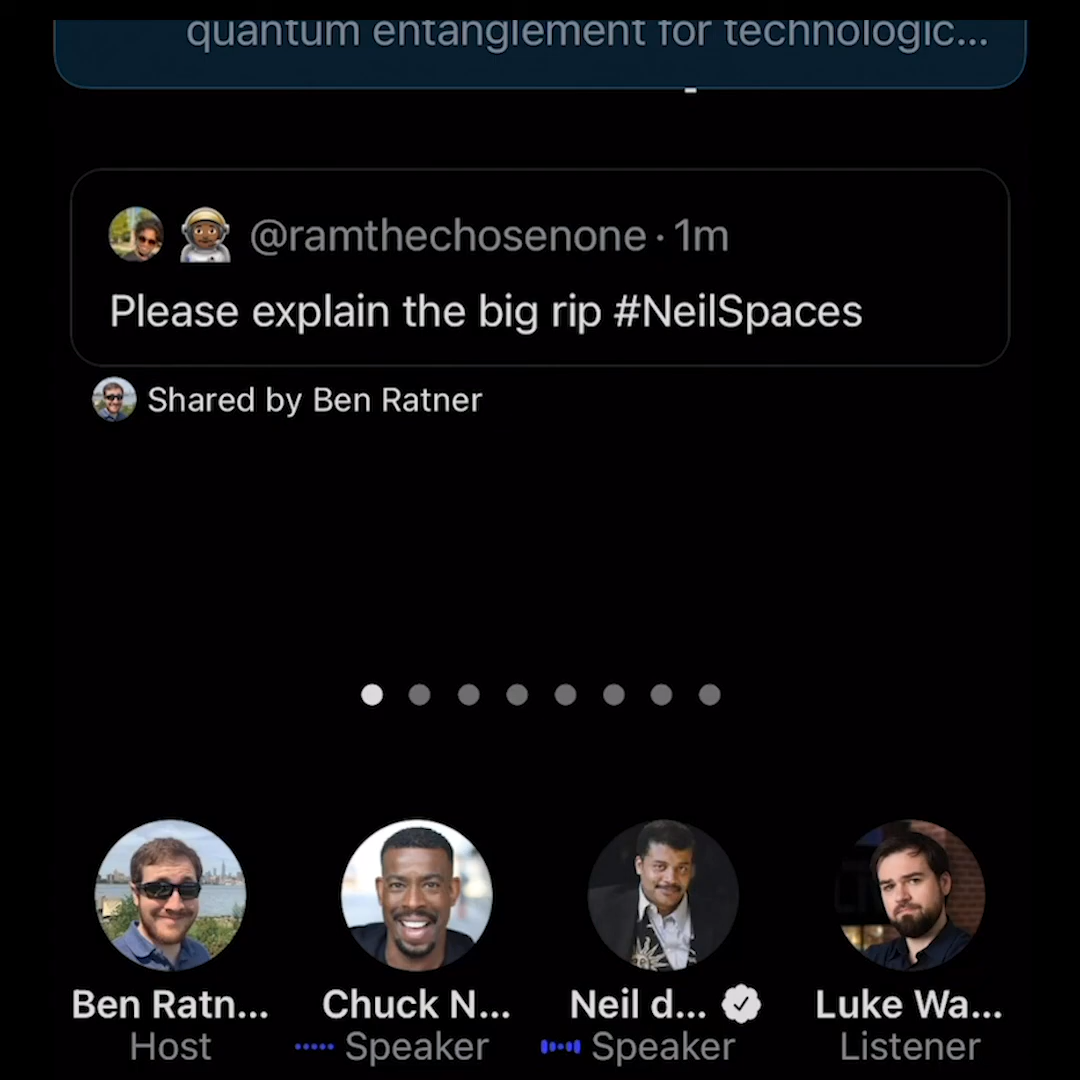 quantum entanglement for technologic...
@ramthechosenone · 1m
Please explain the big rip #NeilSpaces
Shared by Ben Ratner
Ben Ratn... Chuck N... Neil d... Luke Wa...
Host Speaker Speaker Listener